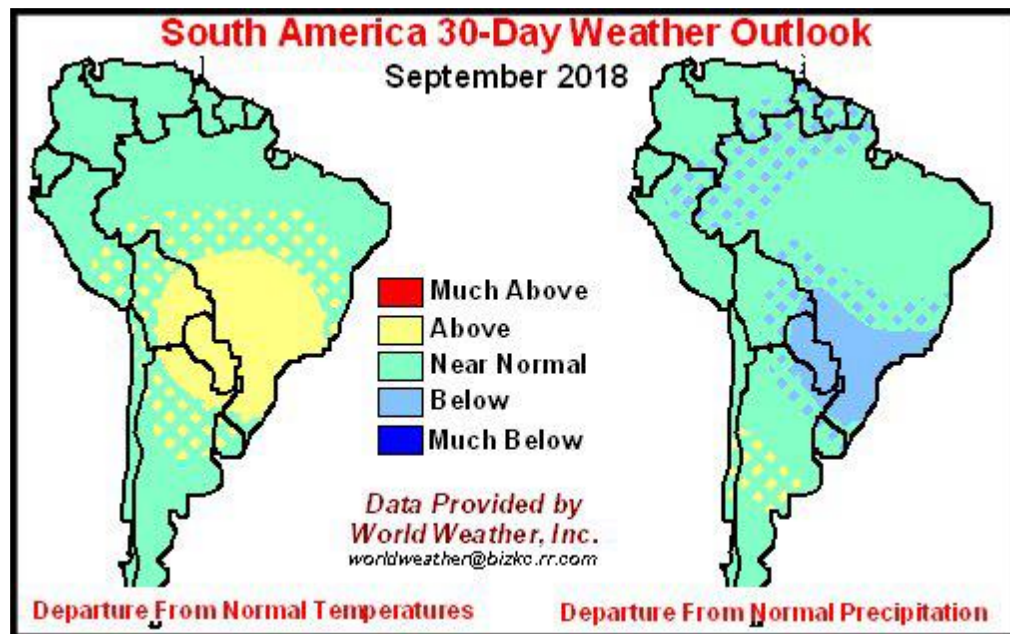 South America 30-Day Weather Outlook
September 2018
Much Above
Above
Near Normal
Below
Much Below
Data Provided by
World Weather, Inc.
worldweather@bizkc.rr.com
Departure From Normal Temperatures
Departure From Normal Precipitation